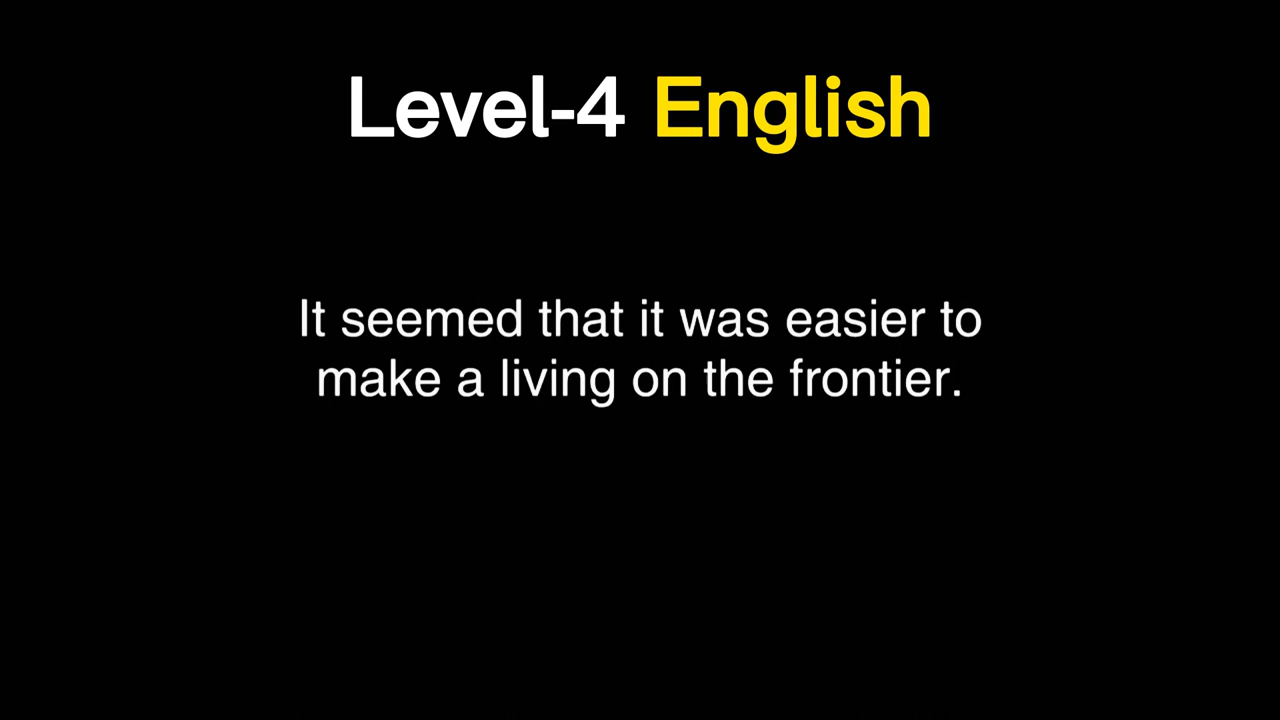 Level-4 English
It seemed that it was easier to
make a living on the frontier.